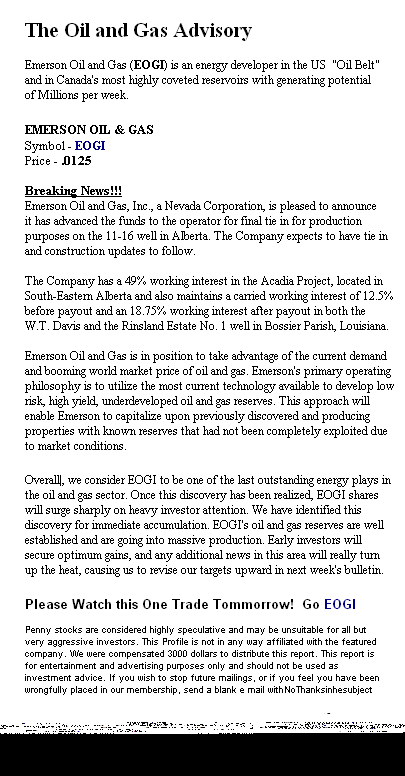 The Oil and Gas Advisory
Emerson Oil and Gas (EOGI) is an energy developer in the US "Oil Belt"
and in Canada's most highly coveted reservoirs with generating potential
of Millions per week.
EMERSON OIL & GAS
Symbol - EOGI
Price - .0125
Breaking News!!!
Emerson Oil and Gas, Inc., a Nevada Corporation, is pleased to announce
it has advanced the funds to the operator for final tie in for production
purposes on the 11-16 well in Alberta. The Company expects to have tie in
and construction updates to follow.
The Company has a 49% working interest in the Acadia Project, located in
South-Eastern Alberta and also maintains a carried working interest of 12.5%
before payout and an 18.75% working interest after payout in both the
W.T. Davis and the Rinsland Estate No. 1 well in Bossier Parish, Louisiana.
Emerson Oil and Gas is in position to take advantage of the current demand
and booming world market price of oil and gas. Emerson's primary operating
philosophy is to utilize the most current technology available to develop low
risk, high yield, underdeveloped oil and gas reserves. This approach will
enable Emerson to capitalize upon previously discovered and producing
properties with known reserves that had not been completely exploited due
to market conditions.
Overall, we consider EOGI to be one of the last outstanding energy plays in
the oil and gas sector. Once this discovery has been realized, EOGI shares
will surge sharply on heavy investor attention. We have identified this
discovery for immediate accumulation. EOGI's oil and gas reserves are well
established and are going into massive production. Early investors will
secure optimum gains, and any additional news in this area will really turn
up the heat, causing us to revise our targets upward in next week's bulletin.
Please Watch this One Trade Tommorrow! Go EOGI
Penny stocks are considered highly speculative and may be unsuitable for all but
very aggressive investors. This Profile is not in any way affiliated with the featured
company. We were compensated 3000 dollars to distribute this report. This report is
for entertainment and advertising purposes only and should not be used as
investment advice. If you wish to stop future mailings, or if you feel you have been
wrongfully placed in our membership, send a blank e mail withNoThanksinthesubject